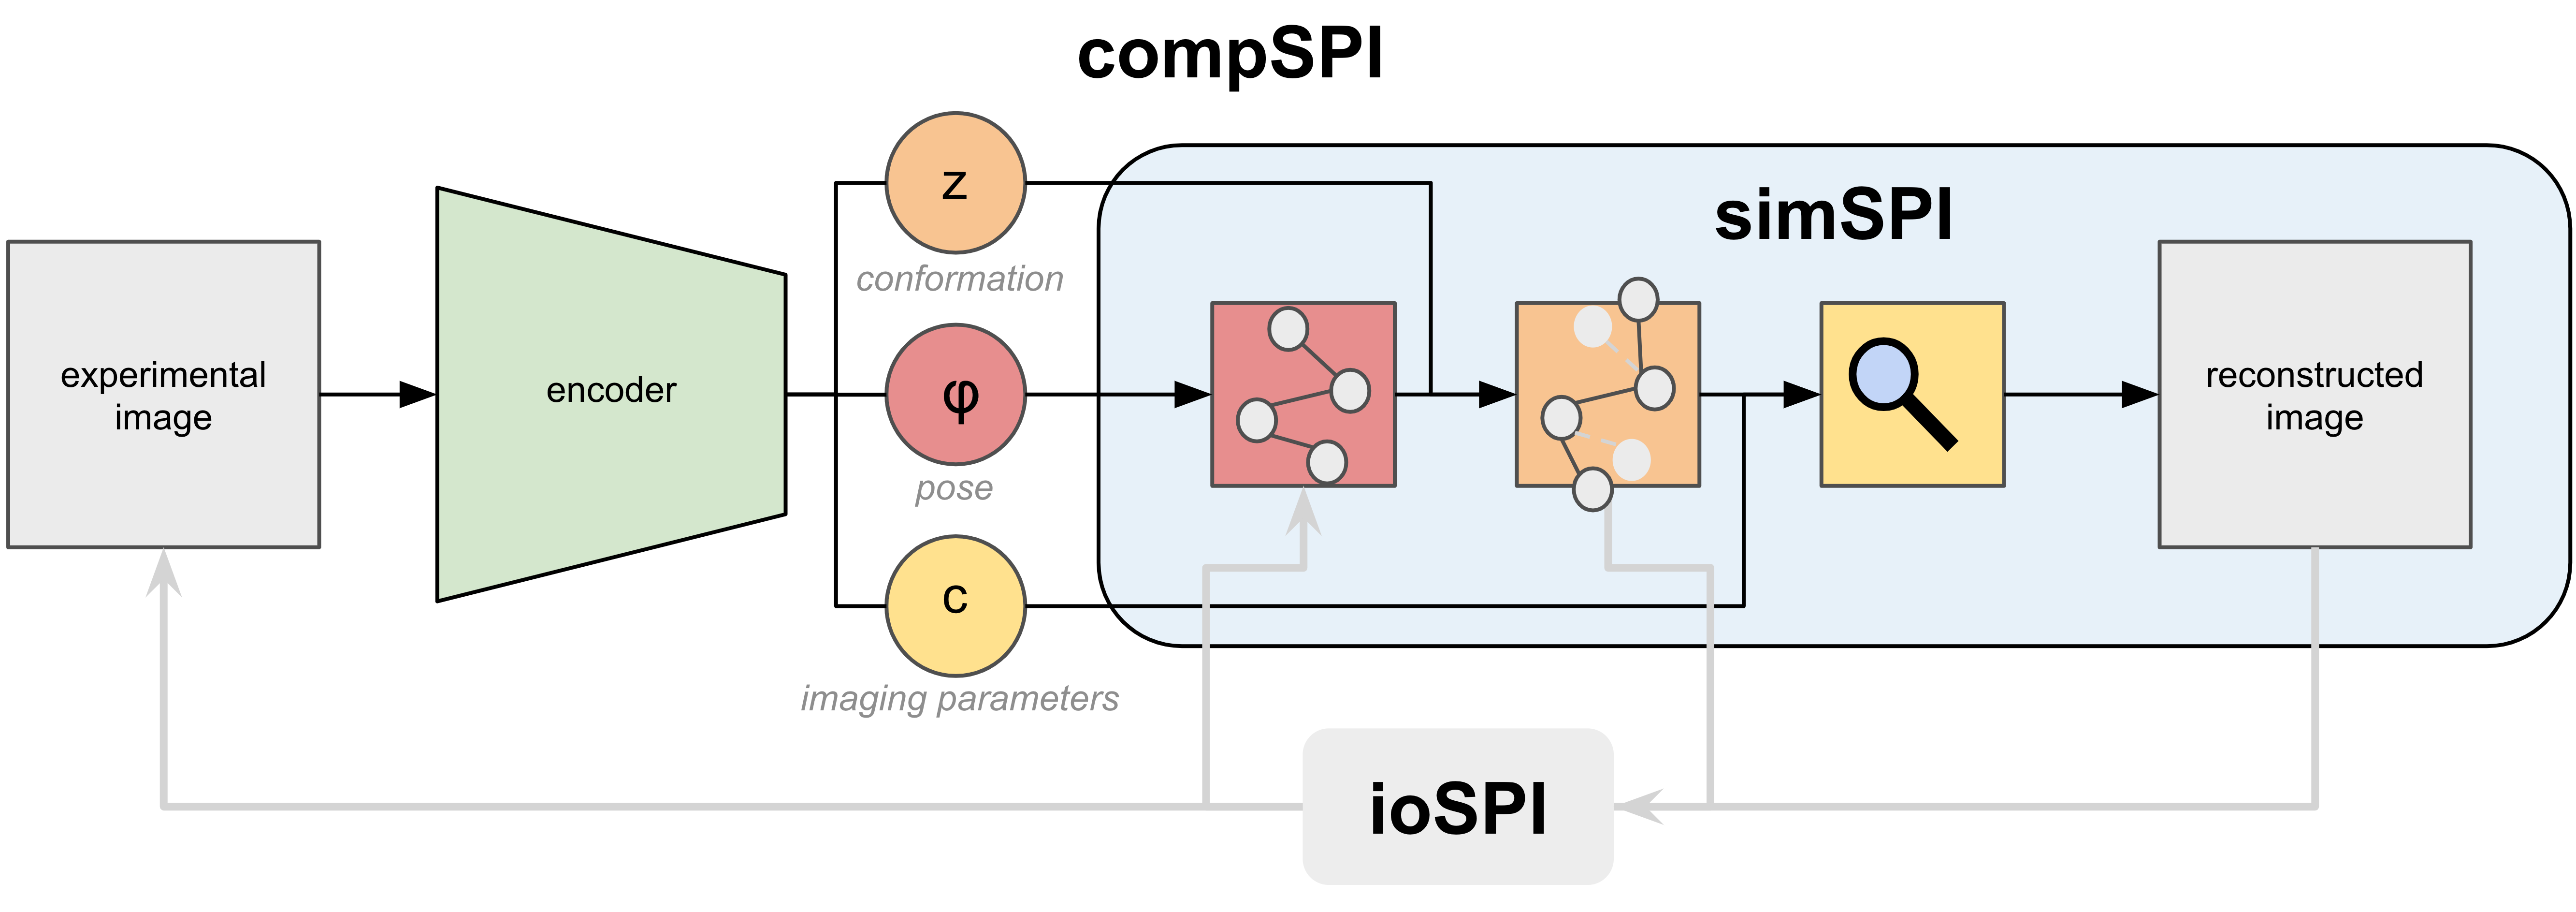 compSPI
simSPI
experimental
image
encoder
z
conformation
φ
pose
c
imaging parameters
reconstructed
image
ioSPI